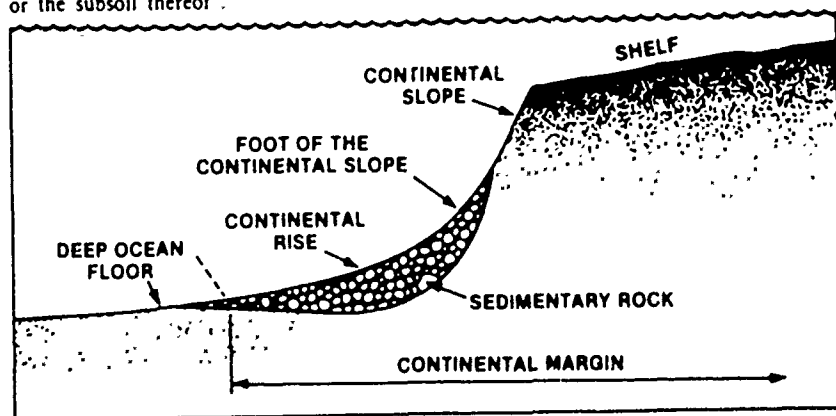 or the subsoil thereof .
SHELF
CONTINENTAL
SLOPE
FOOT OF THE
CONTINENTAL SLOPE
CONTINENTAL
RISE
DEEP OCEAN
FLOOR
SEDIMENTARY ROCK
CONTINENTAL MARGIN